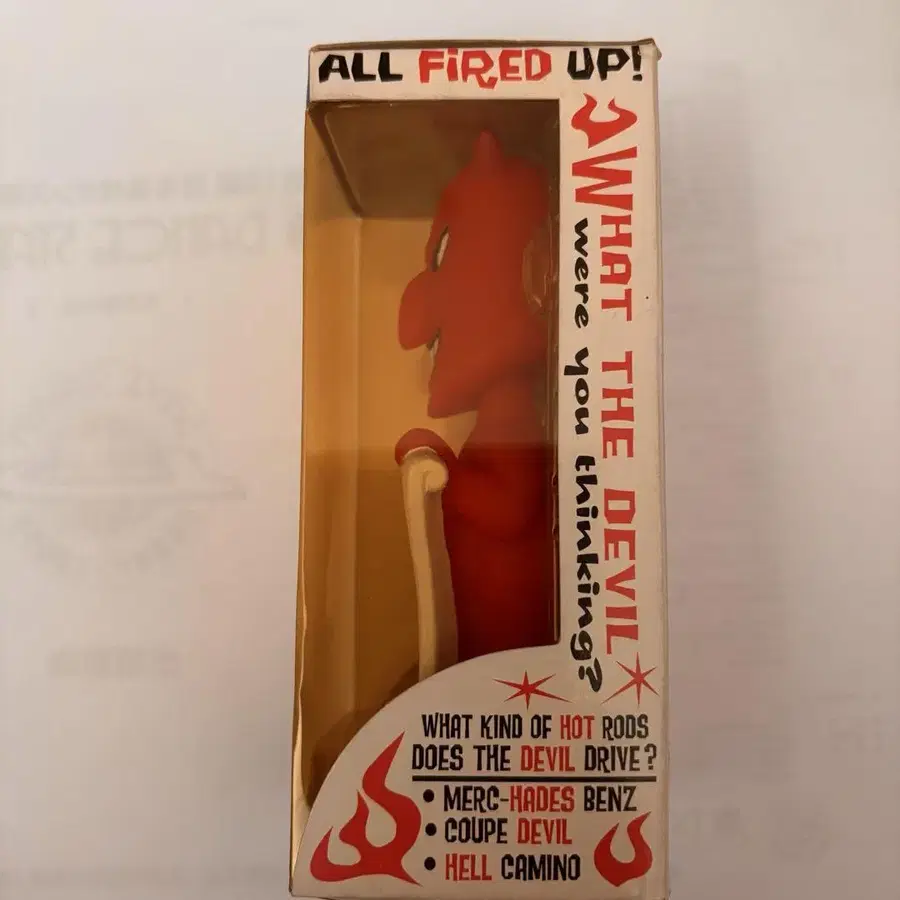 ALL FiRED UP!
WHAT THE DEVIL
were you thinking?
WHAT KIND OF HOT RODS
DOES THE DEVIL DRIVE?
• MERC-HADES BENZ
• COUPE DEVIL
• HELL CAMINO